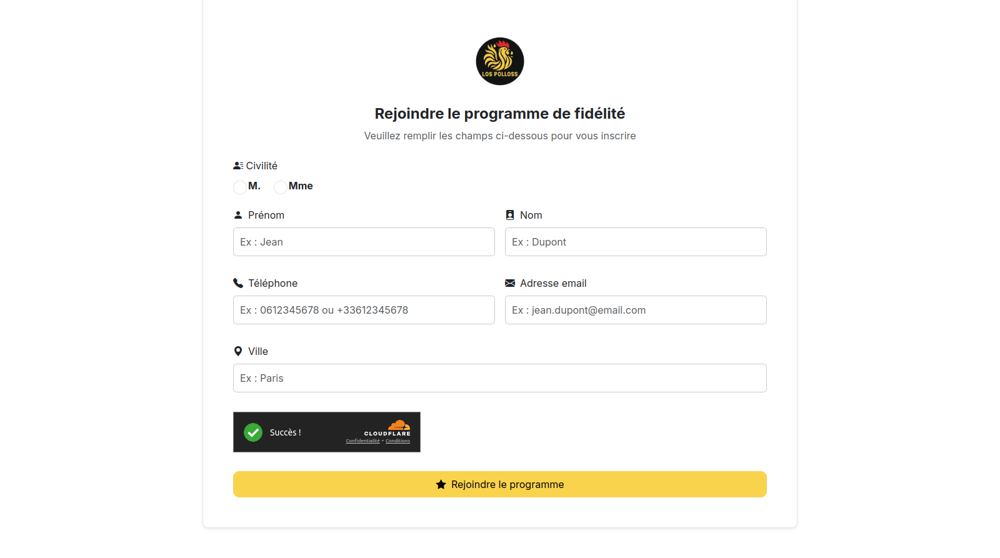 LOS POLLOSS
Rejoindre le programme de fidélité
Veuillez remplir les champs ci-dessous pour vous inscrire
Civilité
M. Mme
Prénom Nom
Ex : Jean Ex : Dupont
Téléphone Adresse email
Ex : 0612345678 ou +33612345678 Ex : jean.dupont@email.com
Ville
Ex : Paris
Succès !
CLOUDFLARE
Confidentialité • Conditions
Rejoindre le programme